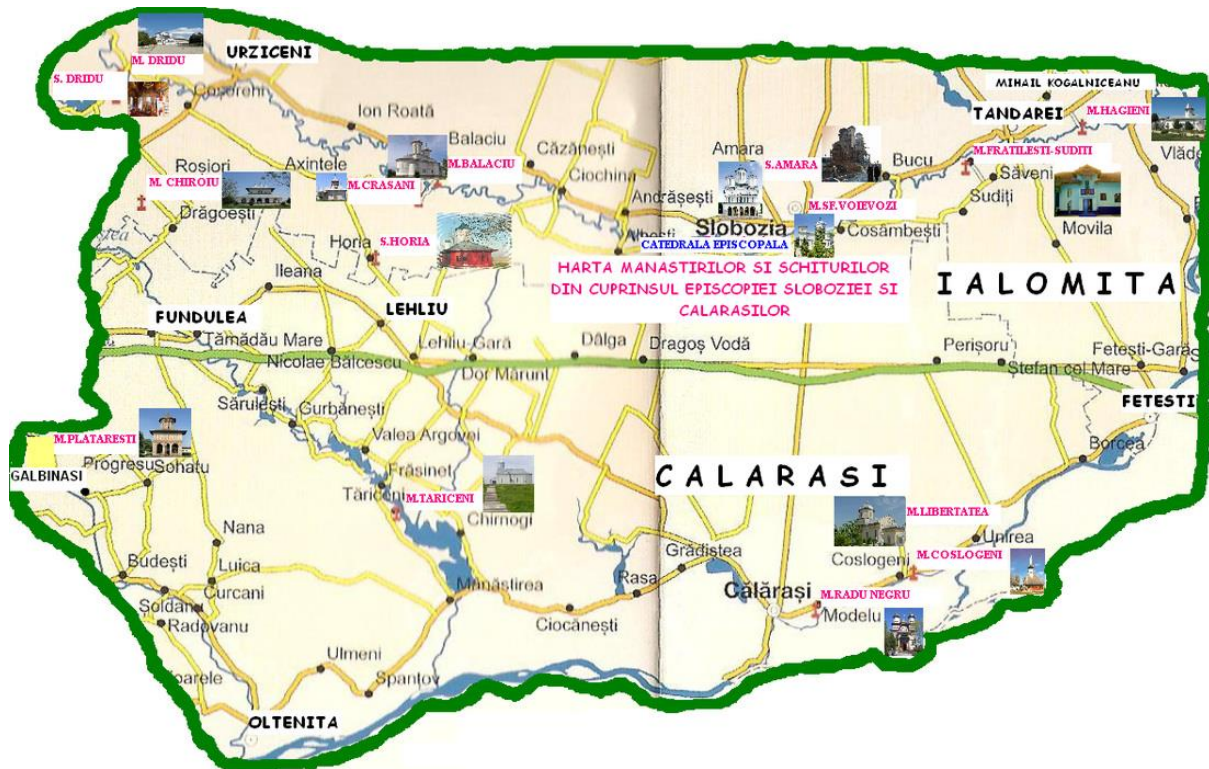 M. DRIDU
URZICENI
S. DRIDU
Coșereni
MIHAIL KOGALNICEANU
Ion Roată
TANDAREI
M.HAGIENI
Balaciu
Roșiori
Axintele
M.BALACIU
Căzănești
Amara
S.AMARA
Bucu
M.FRATILESTI-SUDITI
Vlăde
M. CHIROIU
M.CRASANI
Ciochina
Săveni
Andrășești
Sudiți
Drăgoești
M.SF.VOIEVOZI
Horia
S.HORIA
Slobozia
Cosâmbești
Movila
CATEDRALA EPISCOPALA
Ileana
HARTA MANASTIRILOR SI SCHITURILOR
DIN CUPRINSUL EPISCOPIEI SLOBOZIEI SI
CALARASILOR
IALOMITA
FUNDULEA
LEHLIU
Tămădău Mare
Lehliu-Gară
Dâlga
Dragoș Vodă
Perișoru
Fetești-Gară
Nicolae Bălcescu
Dor Mărunt
Ștefan cel Mare
Sărulești
Gurbănești
FETESTI
M.PLATARESTI
Valea Argovei
Borcea
Progresu
Sohatu
GALBINASI
Frăsinet
CALARASI
Tăriceni
M.TARICENI
Chirnogi
M.LIBERTATEA
Nana
Unirea
Grădiștea
Coslogeni
M.COSLOGENI
Budești
Luica
Curcani
Mănăstirea
Rasa
Călărași
M.RADU NEGRU
Șoldanu
Radovanu
Ciocănești
Modelu
Ulmeni
Spanțov
OLTENITA